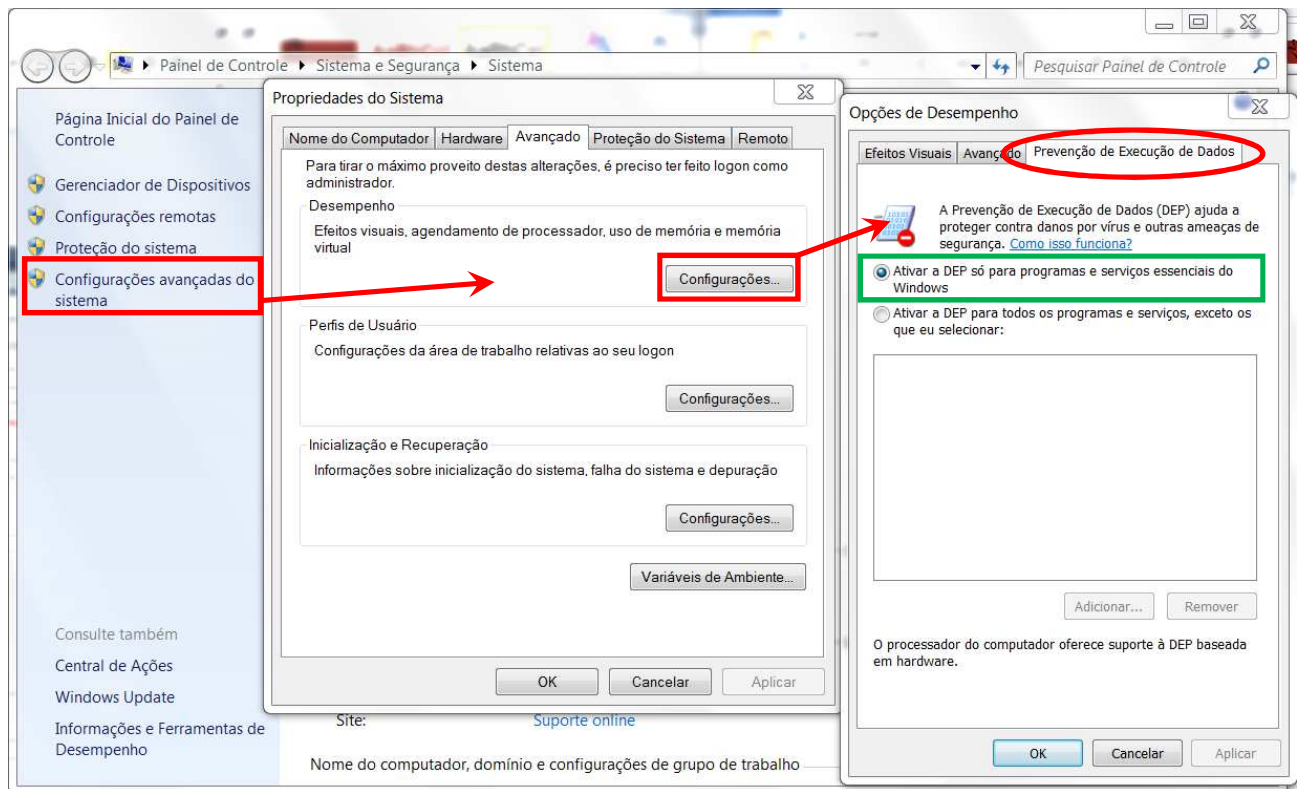 Painel de Controle ▸ Sistema e Segurança ▸ Sistema
Pesquisar Painel de Controle
Página Inicial do Painel de
Controle
Gerenciador de Dispositivos
Configurações remotas
Proteção do sistema
Configurações avançadas do
sistema
Consulte também
Central de Ações
Windows Update
Informações e Ferramentas de
Desempenho
Propriedades do Sistema
Nome do Computador
Hardware
Avançado
Proteção do Sistema
Remoto
Para tirar o máximo proveito destas alterações, é preciso ter feito logon como
administrador.
Desempenho
Efeitos visuais, agendamento de processador, uso de memória e memória
virtual
Configurações...
Perfis de Usuário
Configurações da área de trabalho relativas ao seu logon
Configurações...
Inicialização e Recuperação
Informações sobre inicialização do sistema, falha do sistema e depuração
Configurações...
Variáveis de Ambiente...
OK
Cancelar
Aplicar
Site:
Suporte online
Nome do computador, domínio e configurações de grupo de trabalho
Opções de Desempenho
Efeitos Visuais
Avançado
Prevenção de Execução de Dados
A Prevenção de Execução de Dados (DEP) ajuda a
proteger contra danos por vírus e outras ameaças de
segurança. Como isso funciona?
Ativar a DEP só para programas e serviços essenciais do
Windows
Ativar a DEP para todos os programas e serviços, exceto os
que eu selecionar:
Adicionar...
Remover
O processador do computador oferece suporte à DEP baseada
em hardware.
OK
Cancelar
Aplicar